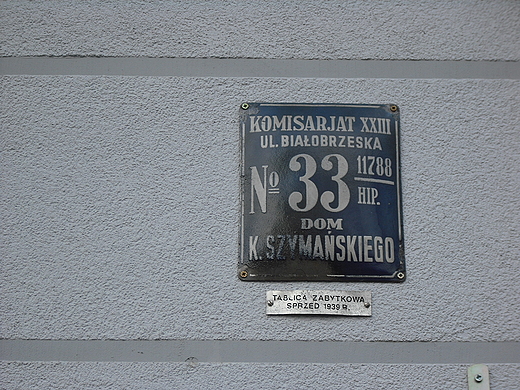 KOMISARJAT XXIII
UL. BIAŁOBRZESKA
No 33 11788
HIP.
DOM
K. SZYMAŃSKIEGO
TABLICA ZABYTKOWA
SPRZED 1939 R.